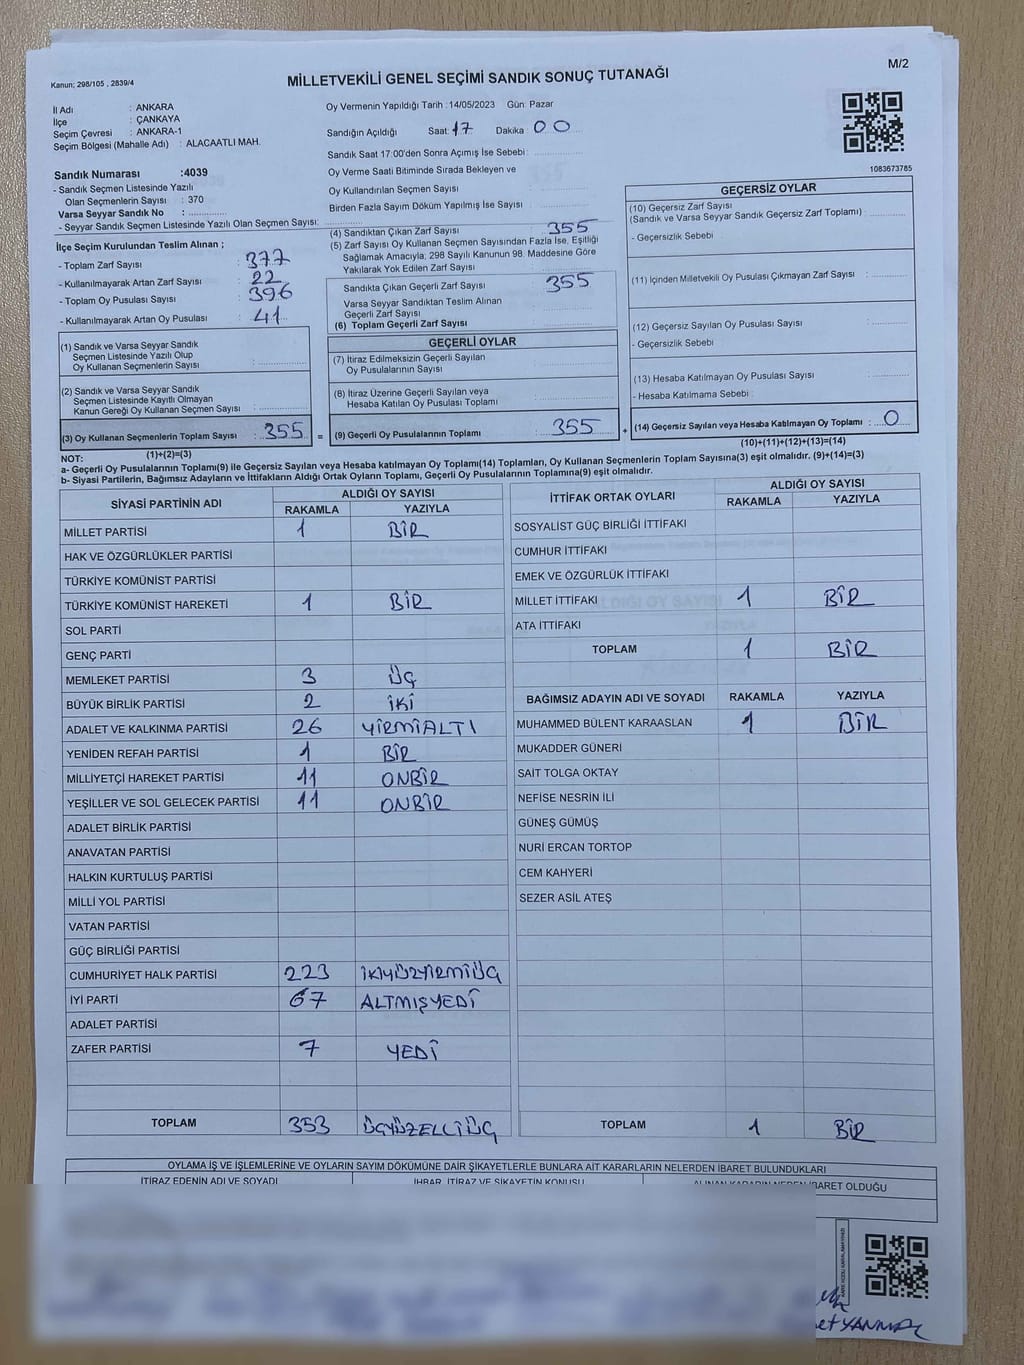 M/2
Kanun; 298/105 , 2839/4
MİLLETVEKİLİ GENEL SEÇİMİ SANDIK SONUÇ TUTANAĞI
İl Adı : ANKARA
İlçe : ÇANKAYA
Seçim Çevresi : ANKARA-1
Seçim Bölgesi (Mahalle Adı) : ALACAATLI MAH.
Sandık Numarası :4039
- Sandık Seçmen Listesinde Yazılı
Olan Seçmenlerin Sayısı : 370
Varsa Seyyar Sandık No : ..............
- Seyyar Sandık Seçmen Listesinde Yazılı Olan Seçmen Sayısı: ..............
İlçe Seçim Kurulundan Teslim Alınan ;
- Toplam Zarf Sayısı : 377
- Kullanılmayarak Artan Zarf Sayısı : 22
- Toplam Oy Pusulası Sayısı : 396
- Kullanılmayarak Artan Oy Pusulası : 41
(1) Sandık ve Varsa Seyyar Sandık
Seçmen Listesinde Yazılı Olup
Oy Kullanan Seçmenlerin Sayısı : ..............
(2) Sandık ve Varsa Seyyar Sandık
Seçmen Listesinde Kayıtlı Olmayan
Kanun Gereği Oy Kullanan Seçmen Sayısı : ..............
(3) Oy Kullanan Seçmenlerin Toplam Sayısı : 355 =
(1)+(2)=(3)
Oy Vermenin Yapıldığı Tarih :14/05/2023 Gün: Pazar
Sandığın Açıldığı Saat: 17 Dakika : 00
Sandık Saat 17:00'den Sonra Açımış İse Sebebi : ..............
Oy Verme Saati Bitiminde Sırada Bekleyen ve
Oy Kullandırılan Seçmen Sayısı : ..............
Birden Fazla Sayım Döküm Yapılmış İse Sayısı : ..............
(4) Sandıktan Çıkan Zarf Sayısı : 355
(5) Zarf Sayısı Oy Kullanan Seçmen Sayısından Fazla İse, Eşitliği
Sağlamak Amacıyla; 298 Sayılı Kanunun 98. Maddesine Göre
Yakılarak Yok Edilen Zarf Sayısı : ..............
Sandıkta Çıkan Geçerli Zarf Sayısı : 355
Varsa Seyyar Sandıktan Teslim Alınan
Geçerli Zarf Sayısı : ..............
(6) Toplam Geçerli Zarf Sayısı : ..............
GEÇERLİ OYLAR
(7) İtiraz Edilmeksizin Geçerli Sayılan
Oy Pusulalarının Sayısı : ..............
(8) İtiraz Üzerine Geçerli Sayılan veya
Hesaba Katılan Oy Pusulası Toplamı : ..............
(9) Geçerli Oy Pusulalarının Toplamı : 355 +
1083673785
GEÇERSİZ OYLAR
(10) Geçersiz Zarf Sayısı
(Sandık ve Varsa Seyyar Sandık Geçersiz Zarf Toplamı) : ..............
- Geçersizlik Sebebi :
(11) İçinden Milletvekili Oy Pusulası Çıkmayan Zarf Sayısı : ..............
(12) Geçersiz Sayılan Oy Pusulası Sayısı : ..............
- Geçersizlik Sebebi
(13) Hesaba Katılmayan Oy Pusulası Sayısı : ..............
- Hesaba Katılmama Sebebi :
(14) Geçersiz Sayılan veya Hesaba Katılmayan Oy Toplamı : 0
(10)+(11)+(12)+(13)=(14)
NOT:
a- Geçerli Oy Pusulalarının Toplamı(9) ile Geçersiz Sayılan veya Hesaba katılmayan Oy Toplamı(14) Toplamları, Oy Kullanan Seçmenlerin Toplam Sayısına(3) eşit olmalıdır. (9)+(14)=(3)
b- Siyasi Partilerin, Bağımsız Adayların ve İttifakların Aldığı Ortak Oyların Toplamı, Geçerli Oy Pusulalarının Toplamına(9) eşit olmalıdır.
SİYASİ PARTİNİN ADI ALDIĞI OY SAYISI
RAKAMLA YAZIYLA
MİLLET PARTİSİ 1 BİR
HAK VE ÖZGÜRLÜKLER PARTİSİ
TÜRKİYE KOMÜNİST PARTİSİ
TÜRKİYE KOMÜNİST HAREKETİ 1 BİR
SOL PARTİ
GENÇ PARTİ
MEMLEKET PARTİSİ 3 ÜÇ
BÜYÜK BİRLİK PARTİSİ 2 İKİ
ADALET VE KALKINMA PARTİSİ 26 YİRMİALTI
YENİDEN REFAH PARTİSİ 1 BİR
MİLLİYETÇİ HAREKET PARTİSİ 11 ONBİR
YEŞİLLER VE SOL GELECEK PARTİSİ 11 ONBİR
ADALET BİRLİK PARTİSİ
ANAVATAN PARTİSİ
HALKIN KURTULUŞ PARTİSİ
MİLLİ YOL PARTİSİ
VATAN PARTİSİ
GÜÇ BİRLİĞİ PARTİSİ
CUMHURİYET HALK PARTİSİ 223 İKİYÜZYİRMİÜÇ
İYİ PARTİ 67 ALTMIŞYEDİ
ADALET PARTİSİ
ZAFER PARTİSİ 7 YEDİ
TOPLAM 353 ÜÇYÜZELLİÜÇ
İTTİFAK ORTAK OYLARI ALDIĞI OY SAYISI
RAKAMLA YAZIYLA
SOSYALİST GÜÇ BİRLİĞİ İTTİFAKI
CUMHUR İTTİFAKI
EMEK VE ÖZGÜRLÜK İTTİFAKI
MİLLET İTTİFAKI 1 BİR
ATA İTTİFAKI
TOPLAM 1 BİR
BAĞIMSIZ ADAYIN ADI VE SOYADI RAKAMLA YAZIYLA
MUHAMMED BÜLENT KARAASLAN 1 BİR
MUKADDER GÜNERİ
SAİT TOLGA OKTAY
NEFİSE NESRİN İLİ
GÜNEŞ GÜMÜŞ
NURİ ERCAN TORTOP
CEM KAHYERİ
SEZER ASİL ATEŞ
TOPLAM 1 BİR
OYLAMA İŞ VE İŞLEMLERİNE VE OYLARIN SAYIM DÖKÜMÜNE DAİR ŞİKAYETLERLE BUNLARA AİT KARARLARIN NELERDEN İBARET BULUNDUKLARI
İTİRAZ EDENİN ADI VE SOYADI İHBAR, İTİRAZ VE ŞİKAYETİN KONUSU ALINAN KARARIN NEDEN İBARET OLDUĞU
YANMAZ